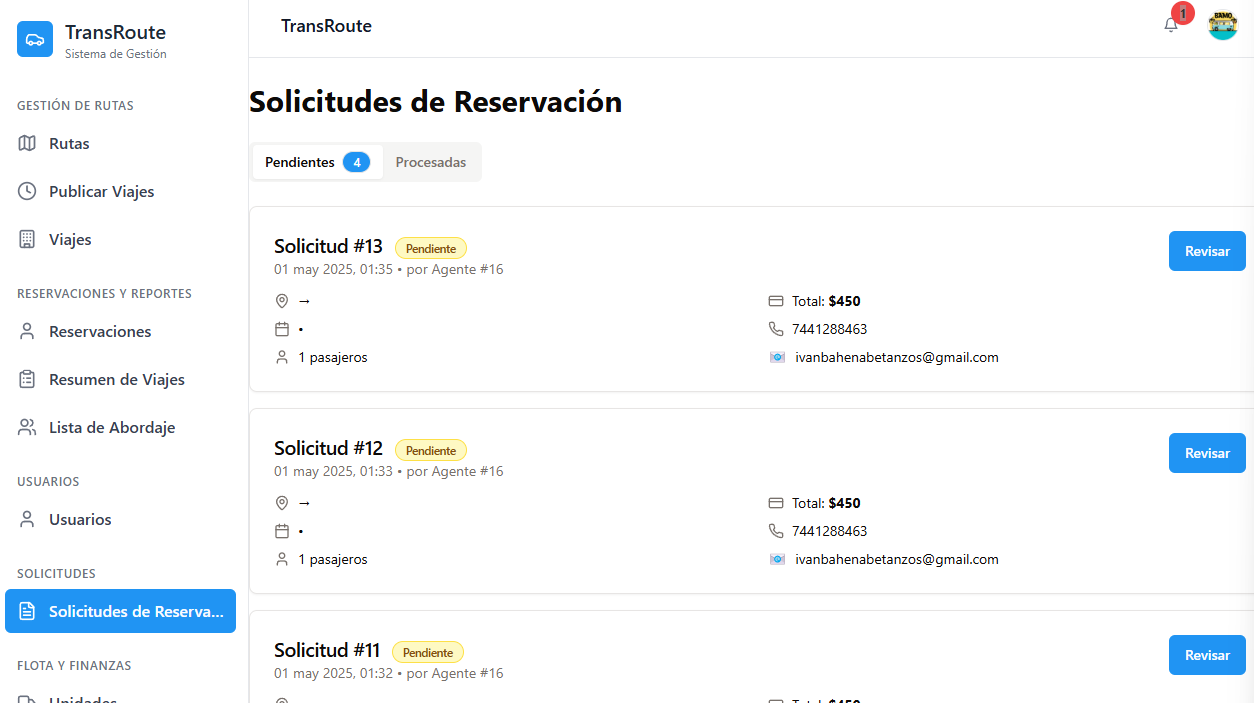 TransRoute
Sistema de Gestión
GESTIÓN DE RUTAS
Rutas
Publicar Viajes
Viajes
RESERVACIONES Y REPORTES
Reservaciones
Resumen de Viajes
Lista de Abordaje
USUARIOS
Usuarios
SOLICITUDES
Solicitudes de Reserva...
FLOTA Y FINANZAS
Unidades
TransRoute
1
BAMO
Solicitudes de Reservación
Pendientes 4 Procesadas
Solicitud #13 Pendiente
01 may 2025, 01:35 • por Agente #16
Revisar
→
•
1 pasajeros
Total: $450
7441288463
ivanbahenabetanzos@gmail.com
Solicitud #12 Pendiente
01 may 2025, 01:33 • por Agente #16
Revisar
→
•
1 pasajeros
Total: $450
7441288463
ivanbahenabetanzos@gmail.com
Solicitud #11 Pendiente
01 may 2025, 01:32 • por Agente #16
Revisar
Total: $450